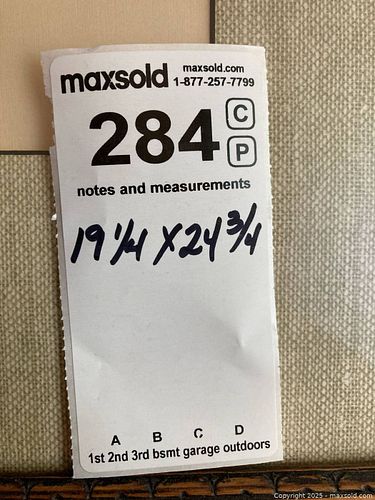 maxsold maxsold.com
1-877-257-7799
284 C
P
notes and measurements
19 1/4 X 24 3/4
A B C D
1st 2nd 3rd bsmt garage outdoors
Copyright 2025 - maxsold.com